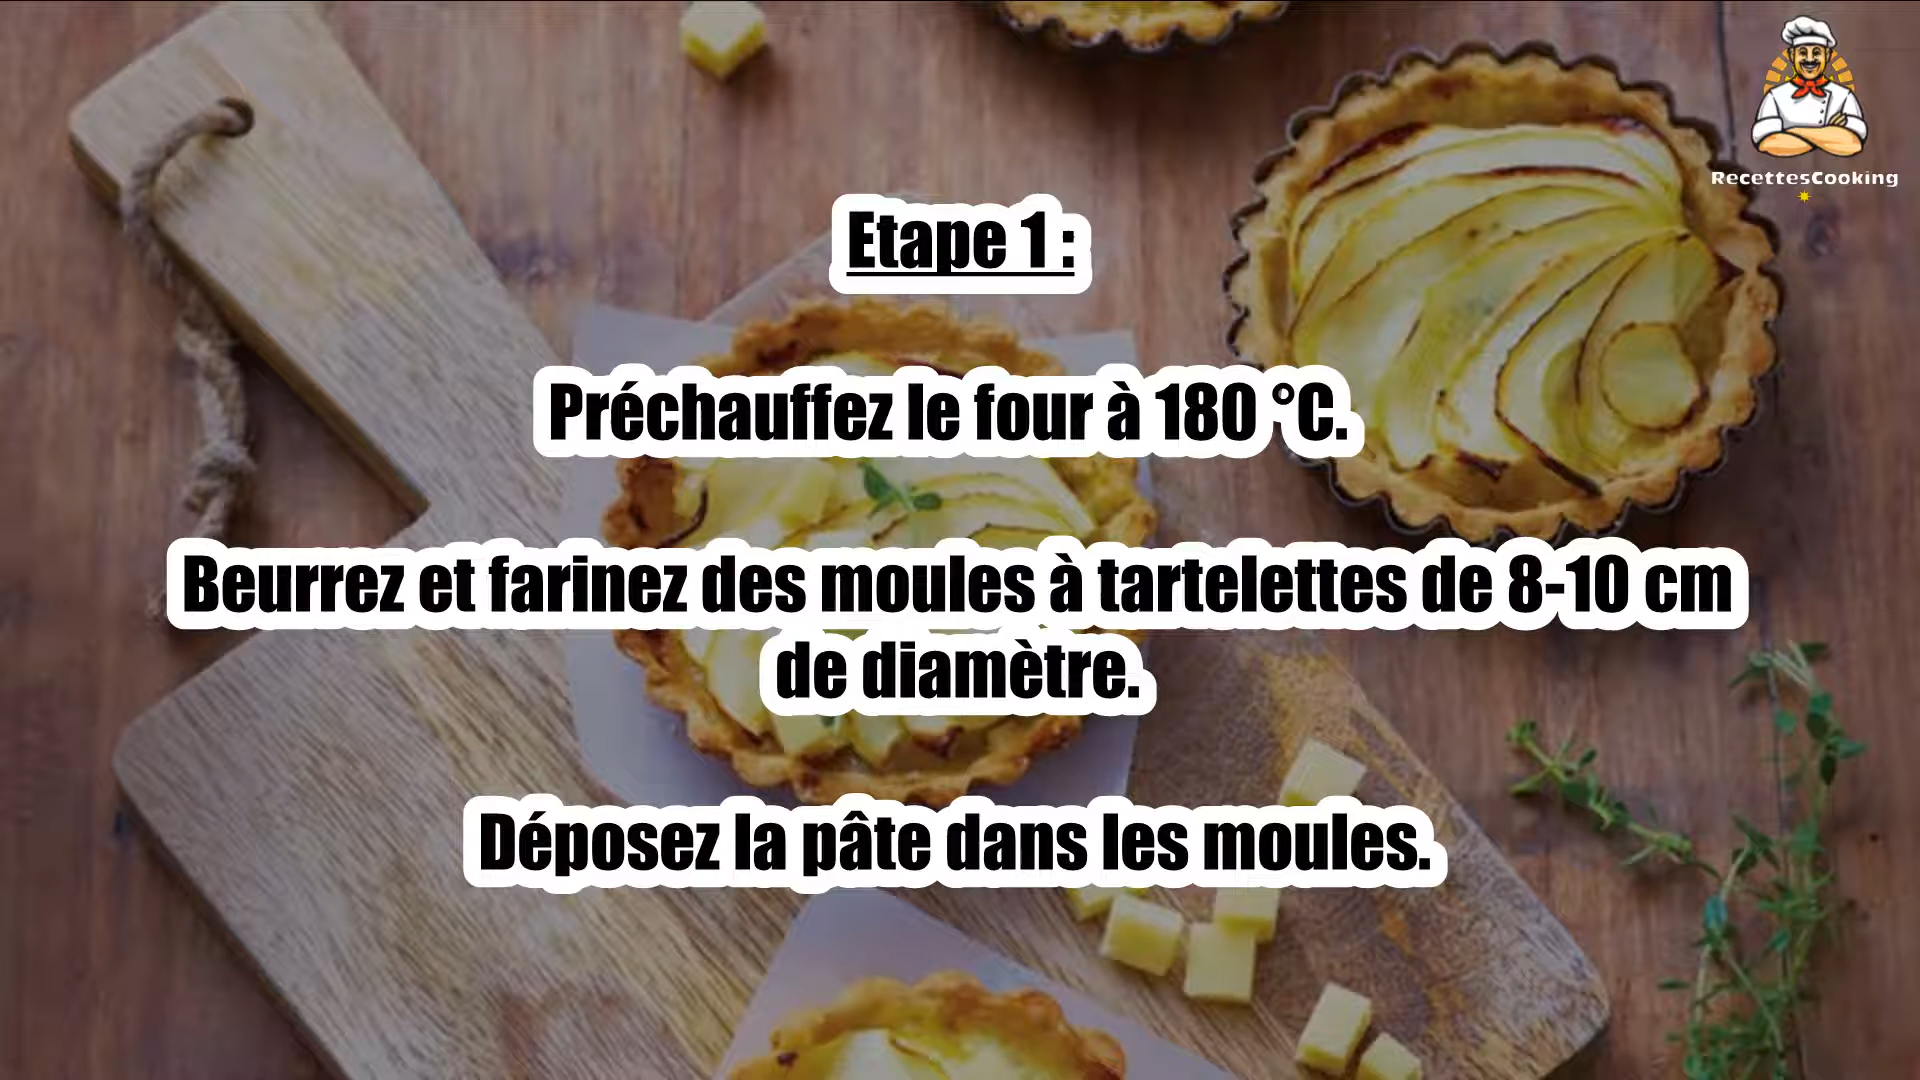 RecettesCooking
Etape 1 :
Préchauffez le four à 180 °C.
Beurrez et farinez des moules à tartelettes de 8-10 cm
de diamètre.
Déposez la pâte dans les moules.